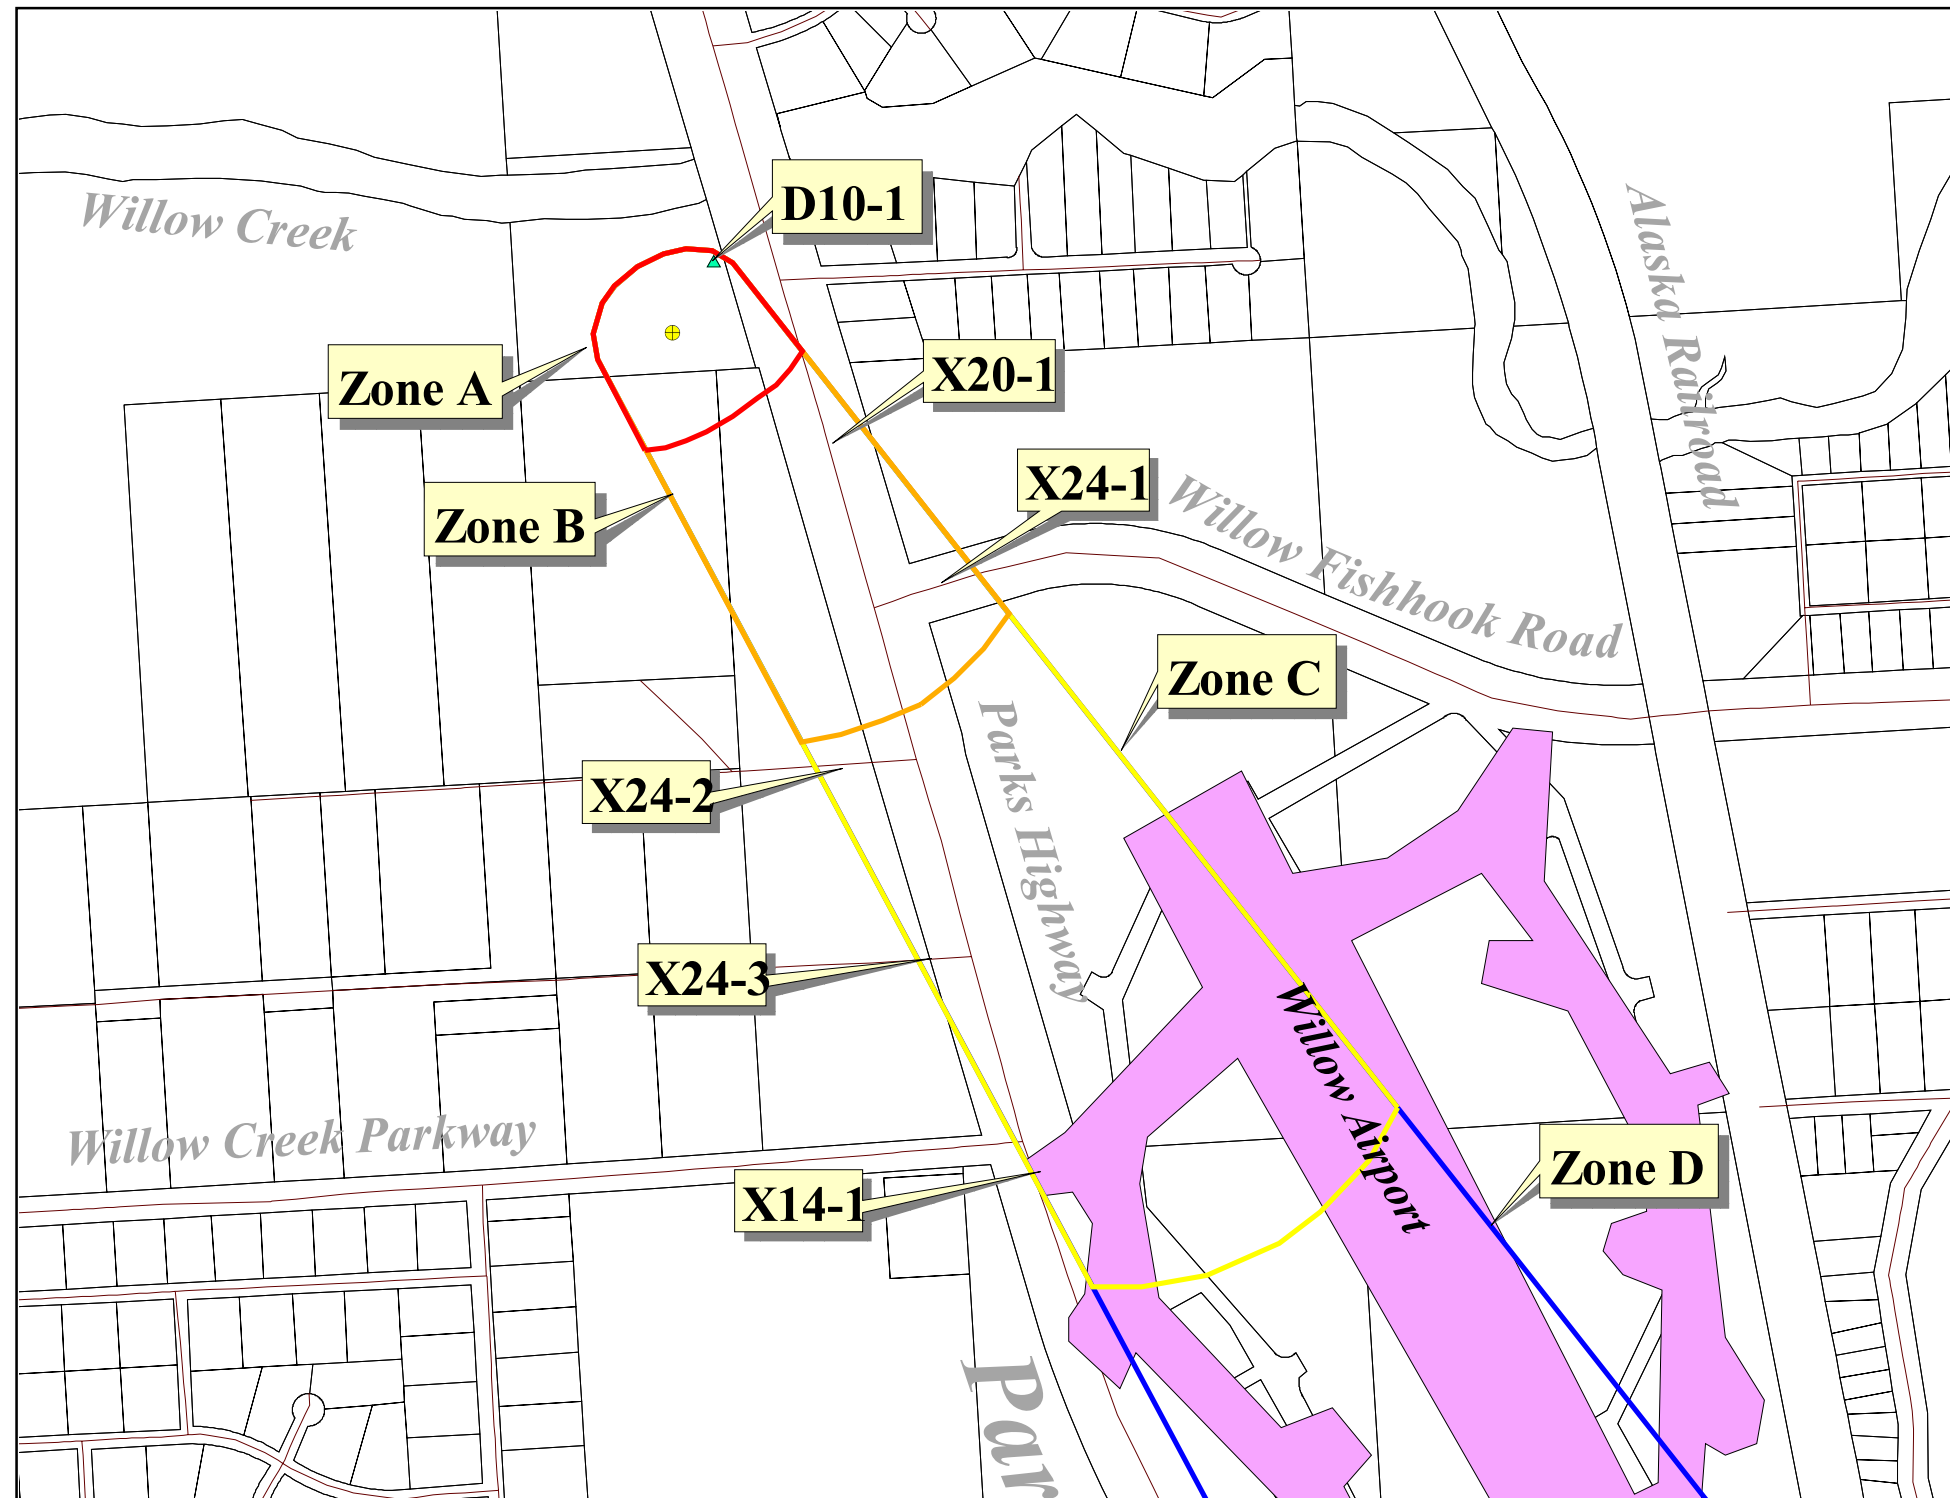 D10-1
Willow Creek
Alaska Railroad
Zone A
X20-1
X24-1
Zone B
Willow Fishhook Road
Zone C
Parks Highway
X24-2
X24-3
Willow Airport
Willow Creek Parkway
Zone D
X14-1
Par